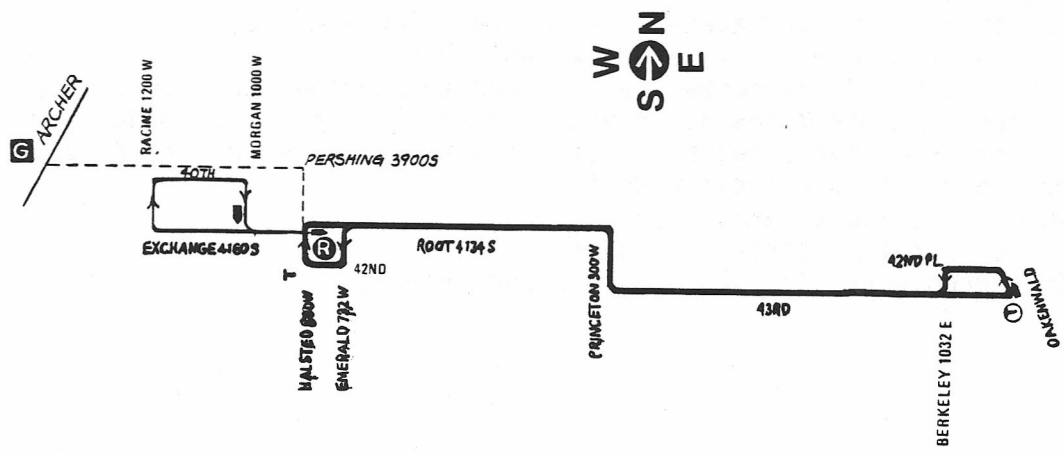 W N
S E
G ARCHER
RACINE 1200 W
MORGAN 1000 W
PERSHING 3900S
40TH
EXCHANGE 4160S
R
ROOT 4134 S
T
42ND
HALSTED 800W
EMERALD 732 W
PRINCETON 300W
42ND PL
43RD
T
OAKENWALD
BERKELEY 1032 E